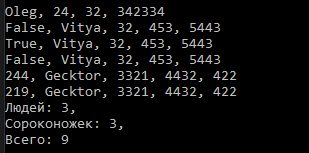 Oleg, 24, 32, 342334
False, Vitya, 32, 453, 5443
True, Vitya, 32, 453, 5443
False, Vitya, 32, 453, 5443
244, Gecktor, 3321, 4432, 422
219, Gecktor, 3321, 4432, 422
Людей: 3,
Сороконожек: 3,
Всего: 9